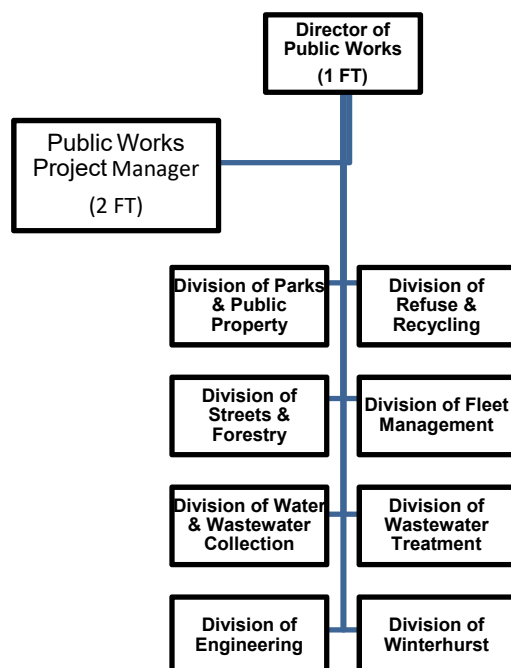 Director of
Public Works
(1 FT)
Public Works
Project Manager
(2 FT)
Division of Parks
& Public
Property
Division of
Refuse &
Recycling
Division of
Streets &
Forestry
Division of Fleet
Management
Division of Water
& Wastewater
Collection
Division of
Wastewater
Treatment
Division of
Engineering
Division of
Winterhurst